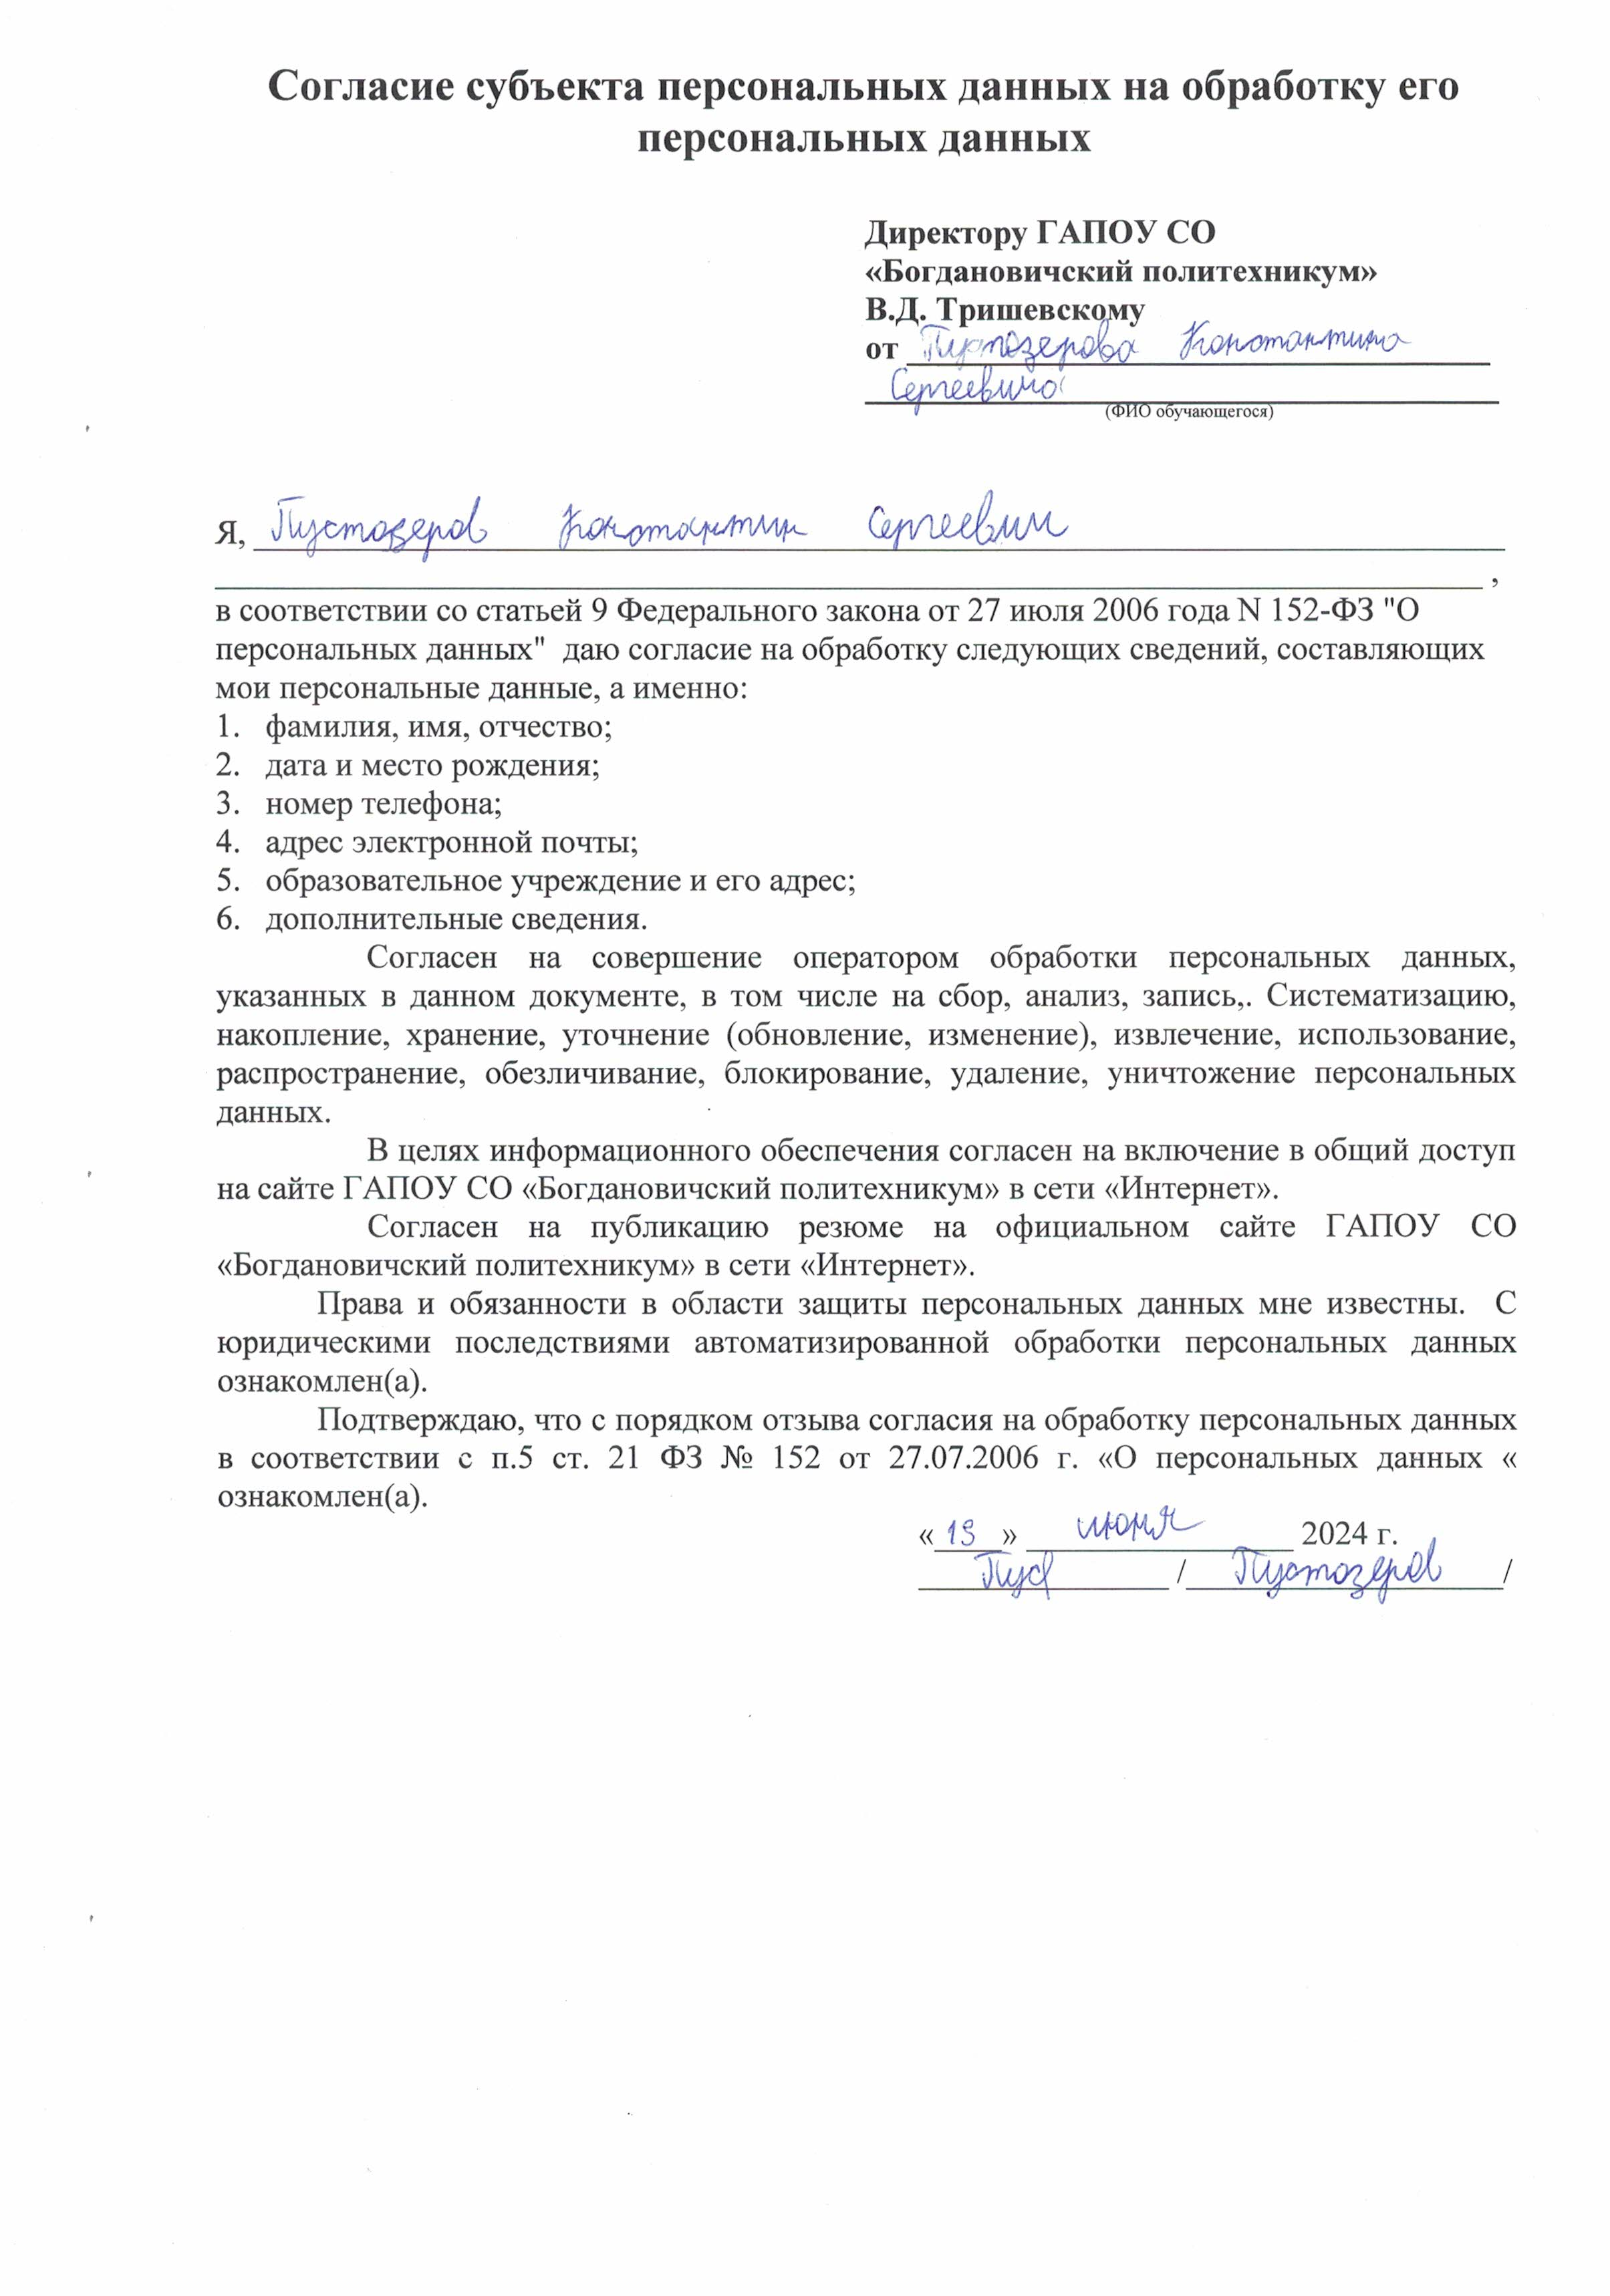 Согласие субъекта персональных данных на обработку его
персональных данных
Директору ГАПОУ СО
«Богдановичский политехникум»
В.Д. Тришевскому
от Пустозерова Константина
Сергеевича
(ФИО обучающегося)
Я, Пустозеров Константин Сергеевич
,
в соответствии со статьей 9 Федерального закона от 27 июля 2006 года N 152-ФЗ "О
персональных данных" даю согласие на обработку следующих сведений, составляющих
мои персональные данные, а именно:
1. фамилия, имя, отчество;
2. дата и место рождения;
3. номер телефона;
4. адрес электронной почты;
5. образовательное учреждение и его адрес;
6. дополнительные сведения.
Согласен на совершение оператором обработки персональных данных,
указанных в данном документе, в том числе на сбор, анализ, запись,. Систематизацию,
накопление, хранение, уточнение (обновление, изменение), извлечение, использование,
распространение, обезличивание, блокирование, удаление, уничтожение персональных
данных.
В целях информационного обеспечения согласен на включение в общий доступ
на сайте ГАПОУ СО «Богдановичский политехникум» в сети «Интернет».
Согласен на публикацию резюме на официальном сайте ГАПОУ СО
«Богдановичский политехникум» в сети «Интернет».
Права и обязанности в области защиты персональных данных мне известны. С
юридическими последствиями автоматизированной обработки персональных данных
ознакомлен(а).
Подтверждаю, что с порядком отзыва согласия на обработку персональных данных
в соответствии с п.5 ст. 21 ФЗ № 152 от 27.07.2006 г. «О персональных данных «
ознакомлен(а).
«19» июня 2024 г.
Пус / Пустозеров /